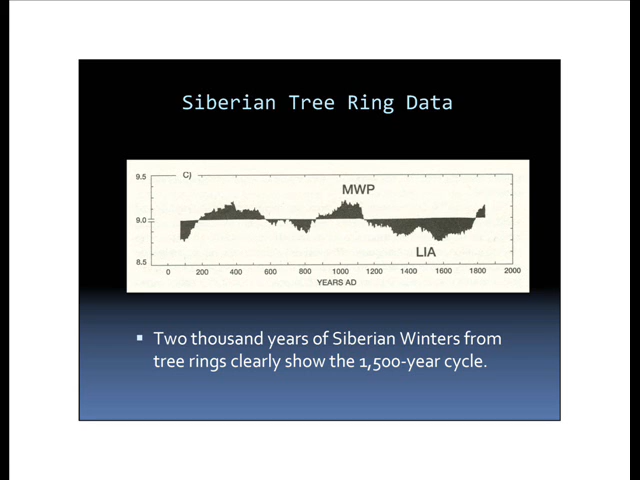 Siberian Tree Ring Data
C)
9.5
MWP
9.0
LIA
8.5
0 200 400 600 800 1000 1200 1400 1600 1800 2000
YEARS AD
Two thousand years of Siberian Winters from
tree rings clearly show the 1,500-year cycle.